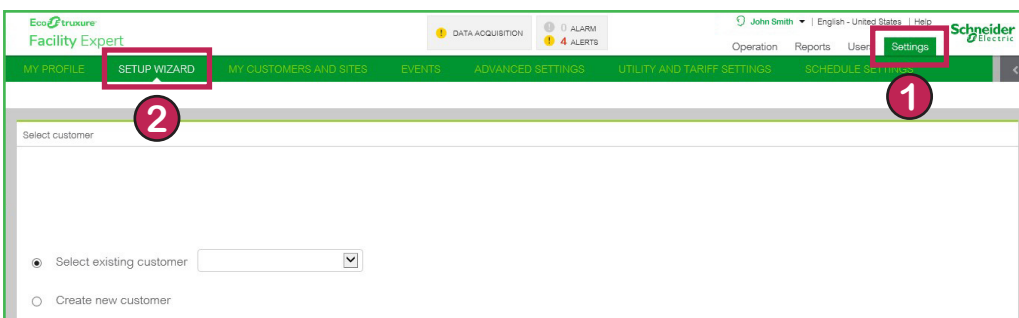 EcoStruxure
DATA ACQUISITION
0 ALARM
4 ALERTS
John Smith | English - United States | Help
Schneider Electric
Facility Expert
Operation Reports User Settings
MY PROFILE SETUP WIZARD MY CUSTOMERS AND SITES EVENTS ADVANCED SETTINGS UTILITY AND TARIFF SETTINGS SCHEDULE SETTINGS
1
2
Select customer
Select existing customer
Create new customer